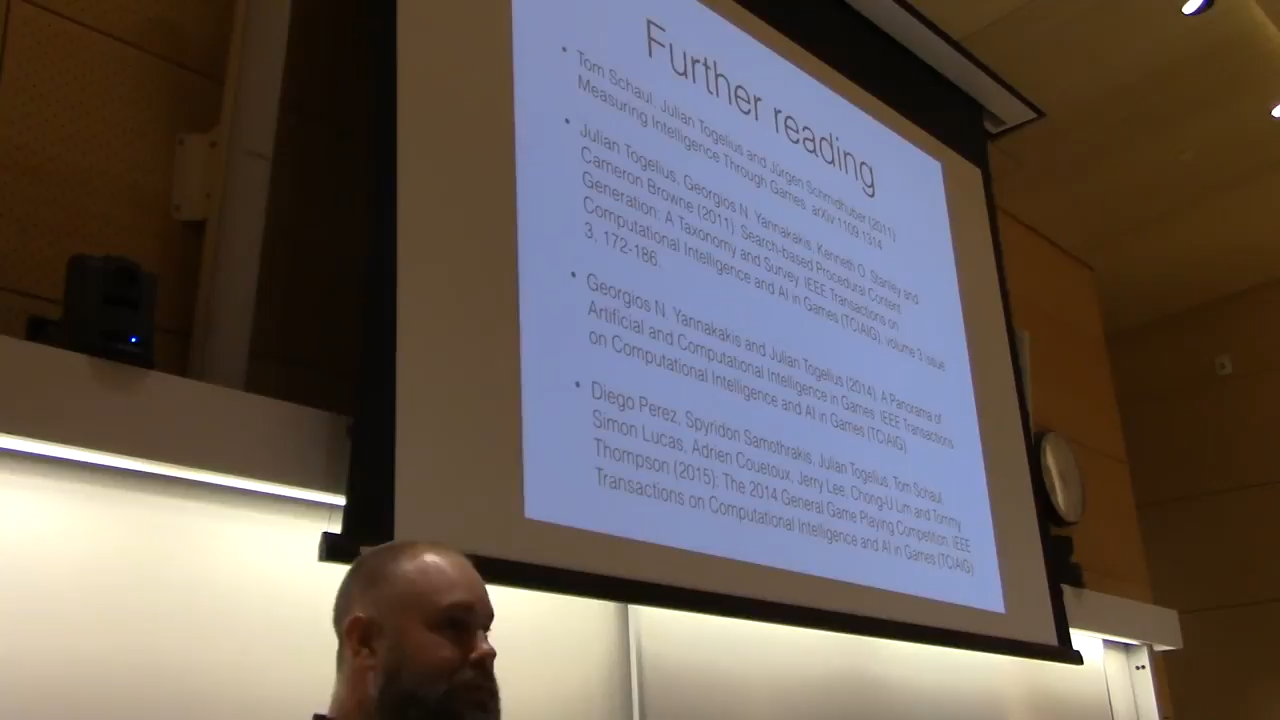 Further reading
• Tom Schaul, Julian Togelius and Jürgen Schmidhuber (2011):
Measuring Intelligence Through Games. arXiv 1109.1314.
• Julian Togelius, Georgios N. Yannakakis, Kenneth O. Stanley and
Cameron Browne (2011): Search-based Procedural Content
Generation: A Taxonomy and Survey. IEEE Transactions on
Computational Intelligence and AI in Games (TCIAIG), volume 3 issue
3, 172-186.
• Georgios N. Yannakakis and Julian Togelius (2014): A Panorama of
Artificial and Computational Intelligence in Games. IEEE Transactions
on Computational Intelligence and AI in Games (TCIAIG)
• Diego Perez, Spyridon Samothrakis, Julian Togelius, Tom Schaul,
Simon Lucas, Adrien Couetoux, Jerry Lee, Chong-U Lim and Tommy
Thompson (2015): The 2014 General Game Playing Competition. IEEE
Transactions on Computational Intelligence and AI in Games (TCIAIG)